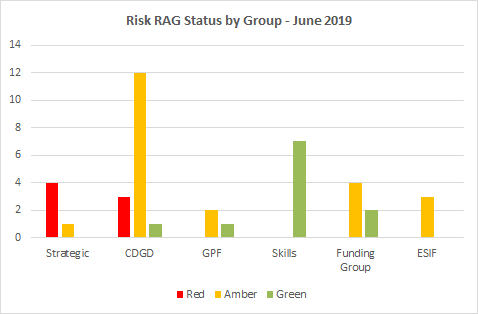 Risk RAG Status by Group - June 2019
14
12
10
8
6
4
2
0
Strategic CDGD GPF Skills Funding Group ESIF
Red Amber Green